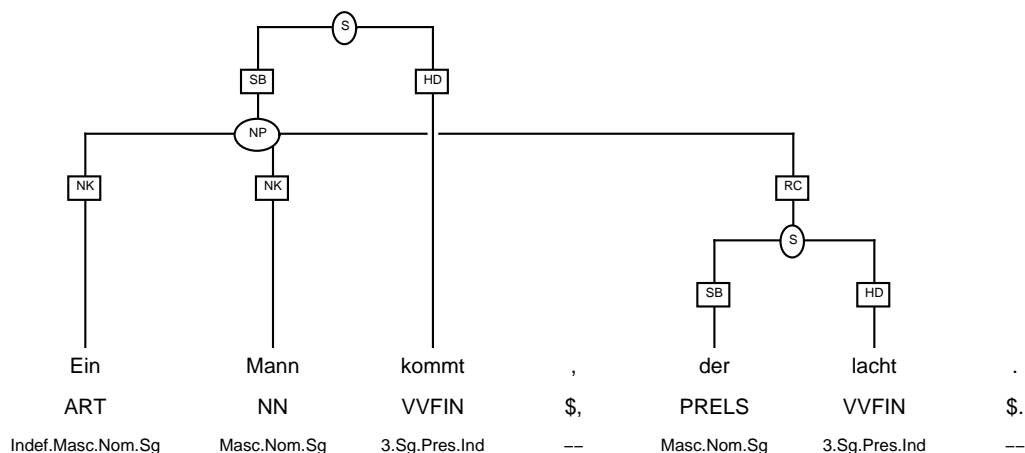 S
SB HD
NP
NK NK RC
S
SB HD
Ein Mann kommt , der lacht .
ART NN VVFIN $, PRELS VVFIN $.
Indef.Masc.Nom.Sg Masc.Nom.Sg 3.Sg.Pres.Ind −− Masc.Nom.Sg 3.Sg.Pres.Ind −−